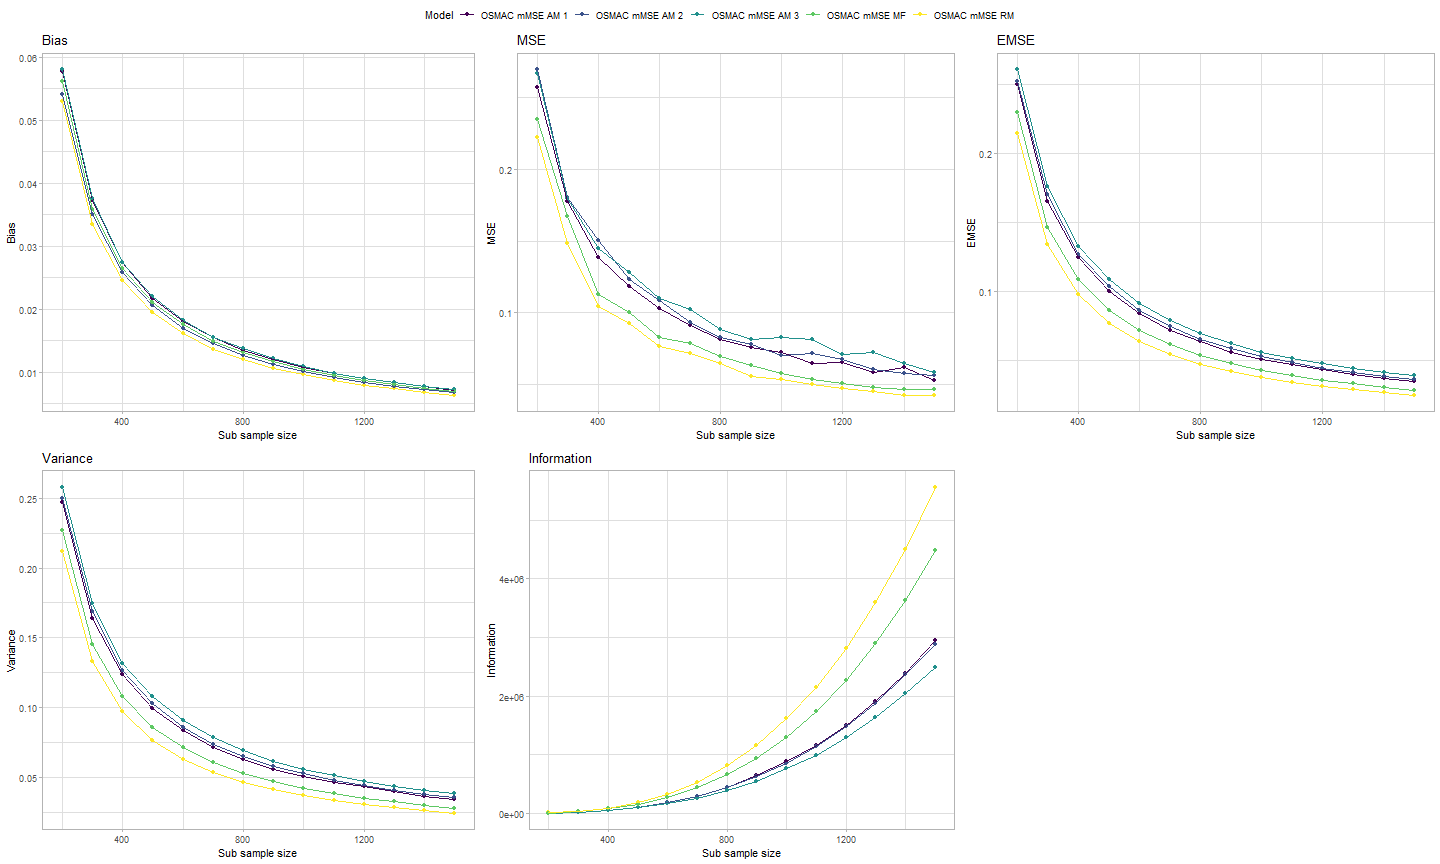 Model OSMAC mMSE AM 1 OSMAC mMSE AM 2 OSMAC mMSE AM 3 OSMAC mMSE MF OSMAC mMSE RM
Bias
0.06
0.05
0.04
0.03
0.02
0.01
Bias
400 1200
Sub sample size
MSE
0.2
0.1
MSE
400 1200
Sub sample size
EMSE
0.2
0.1
EMSE
400 1200
Sub sample size
Variance
0.25
0.20
0.15
0.10
0.05
Variance
400 800 1200
Sub sample size
Information
4e+06
2e+06
0e+00
Information
400 800 1200
Sub sample size